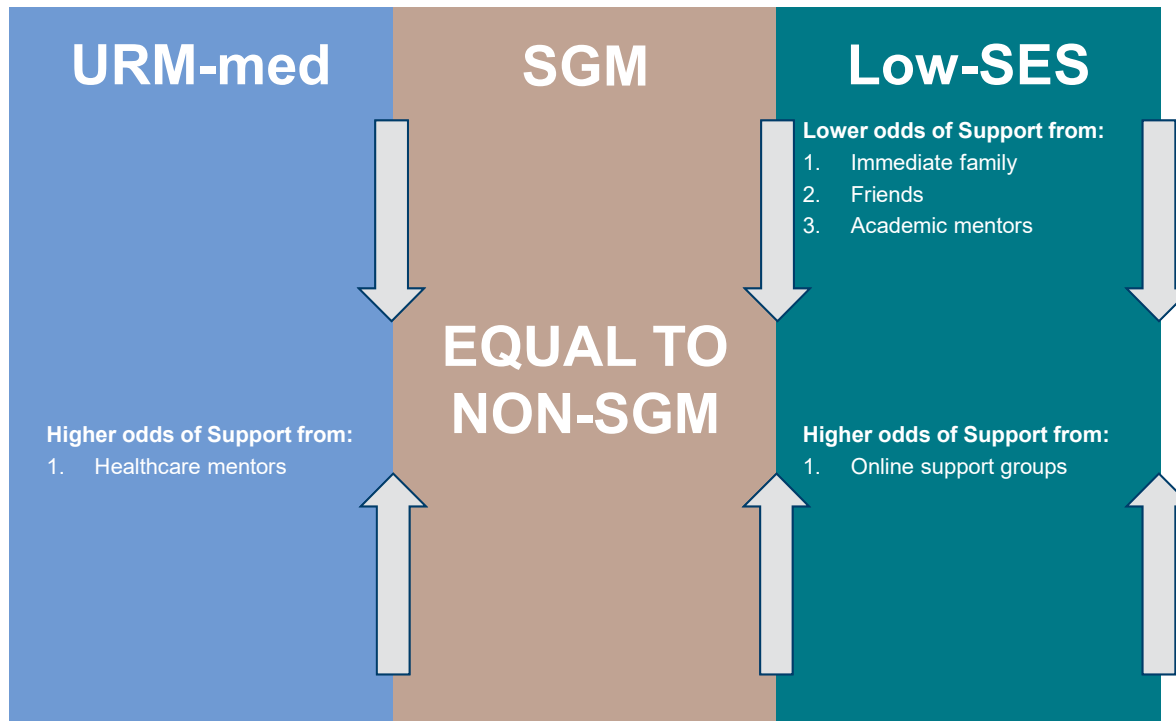 URM-med
Higher odds of Support from:
1. Healthcare mentors
SGM
EQUAL TO
NON-SGM
Low-SES
Lower odds of Support from:
1. Immediate family
2. Friends
3. Academic mentors
Higher odds of Support from:
1. Online support groups